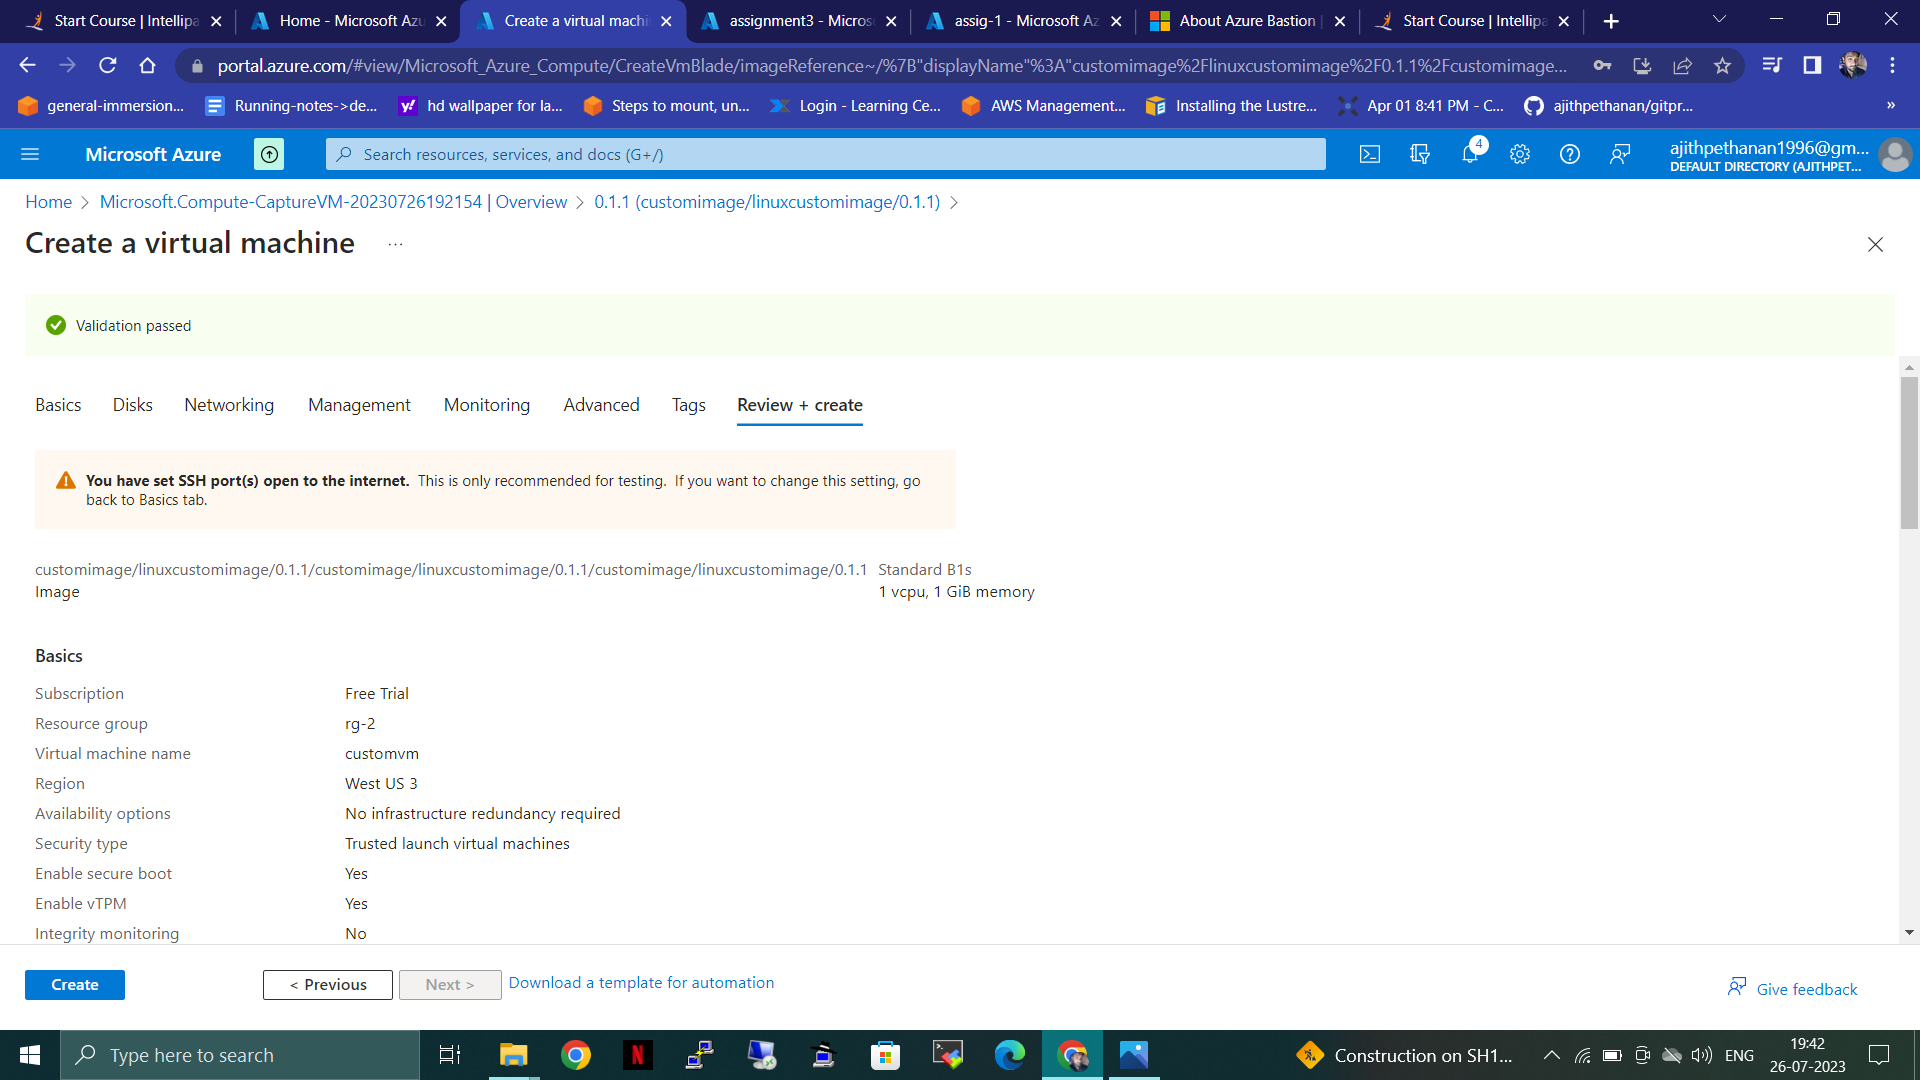 Start Course | Intellipa
Home - Microsoft Azu
Create a virtual machi
assignment3 - Micros
assig-1 - Microsoft Az
About Azure Bastion |
Start Course | Intellipa
portal.azure.com/#view/Microsoft_Azure_Compute/CreateVmBlade/imageReference~/%7B"displayName"%3A"customimage%2Flinuxcustomimage%2F0.1.1%2Fcustomimage...
general-immersion...
Running-notes->de...
hd wallpaper for la...
Steps to mount, un...
Login - Learning Ce...
AWS Management...
Installing the Lustre...
Apr 01 8:41 PM - C...
ajithpethanan/gitpr...
»
Microsoft Azure
Search resources, services, and docs (G+/)
4
ajithpethanan1996@gm...
DEFAULT DIRECTORY (AJITHPET...
Home > Microsoft.Compute-CaptureVM-20230726192154 | Overview > 0.1.1 (customimage/linuxcustomimage/0.1.1) >
Create a virtual machine ...
Validation passed
Basics Disks Networking Management Monitoring Advanced Tags Review + create
You have set SSH port(s) open to the internet. This is only recommended for testing. If you want to change this setting, go
back to Basics tab.
customimage/linuxcustomimage/0.1.1/customimage/linuxcustomimage/0.1.1/customimage/linuxcustomimage/0.1.1
Image
Standard B1s
1 vcpu, 1 GiB memory
Basics
Subscription Free Trial
Resource group rg-2
Virtual machine name customvm
Region West US 3
Availability options No infrastructure redundancy required
Security type Trusted launch virtual machines
Enable secure boot Yes
Enable vTPM Yes
Integrity monitoring No
Create
< Previous
Next >
Download a template for automation
Give feedback
Type here to search
Construction on SH1...
ENG
19:42
26-07-2023